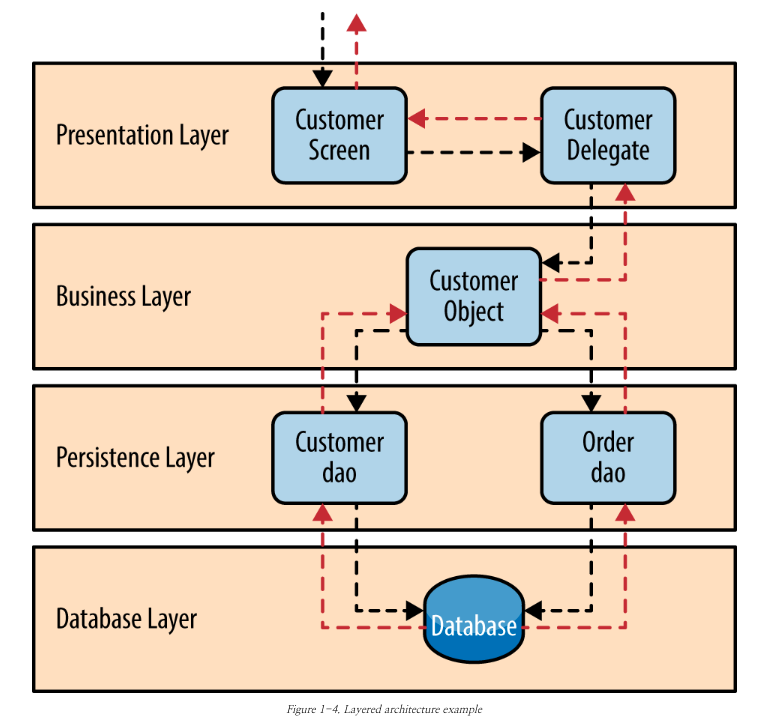 Presentation Layer
Customer
Screen
Customer
Delegate
Business Layer
Customer
Object
Persistence Layer
Customer
dao
Order
dao
Database Layer
Database
Figure 1-4. Layered architecture example